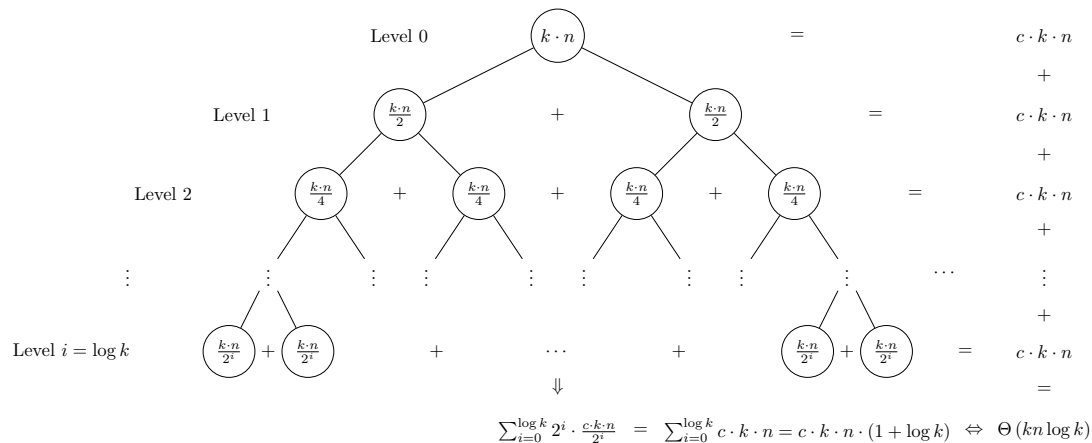 Level 0 k · n = c · k · n
+
Level 1 k·n/2 + k·n/2 = c · k · n
+
Level 2 k·n/4 + k·n/4 + k·n/4 + k·n/4 = c · k · n
+
⋮ ⋮ ⋮ ⋮ ⋮ ⋮ ⋮ ⋮ ⋮ ⋯ ⋮
+
Level i = log k k·n/2^i + k·n/2^i + ⋯ + k·n/2^i + k·n/2^i = c · k · n
⇓ =
∑_{i=0}^{log k} 2^i · c·k·n/2^i = ∑_{i=0}^{log k} c · k · n = c · k · n · (1 + log k) ⇔ Θ (kn log k)